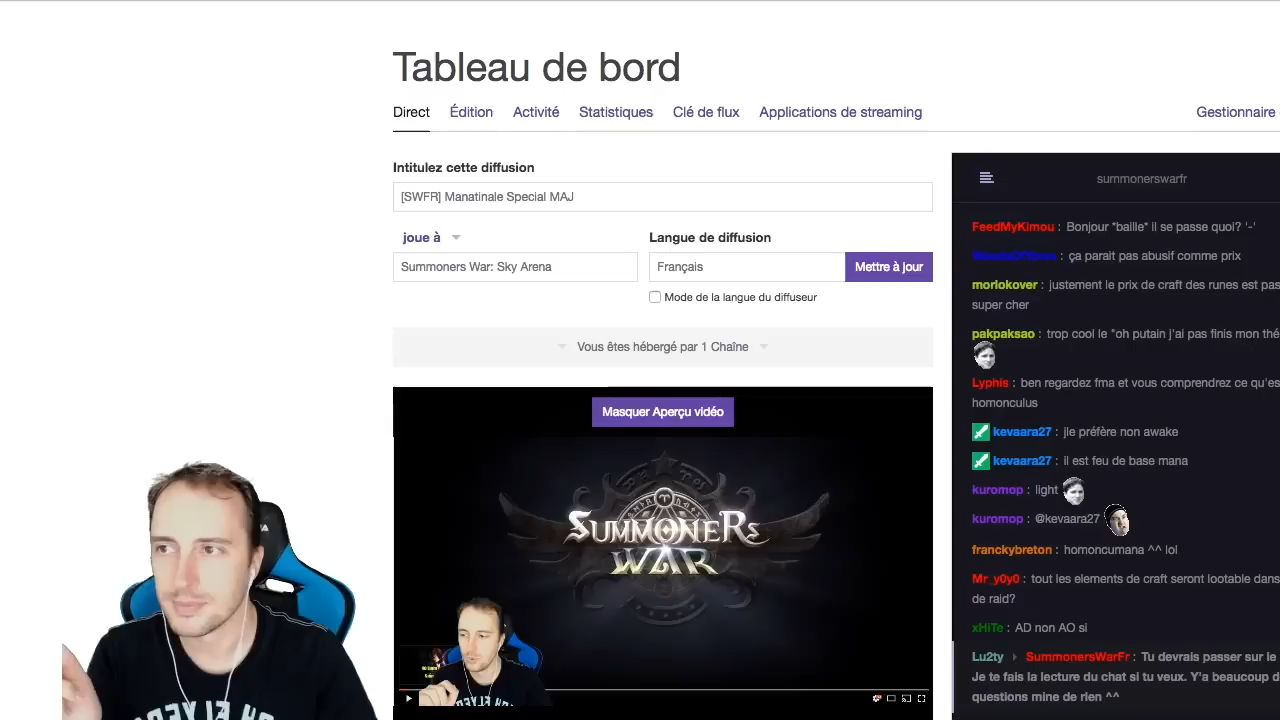 Tableau de bord
Direct Édition Activité Statistiques Clé de flux Applications de streaming Gestionnaire
Intitulez cette diffusion
[SWFR] Manatinale Special MAJ
joue à Langue de diffusion
Summoners War: Sky Arena Français Mettre à jour
Mode de la langue du diffuseur
Vous êtes hébergé par 1 Chaîne
Masquer Aperçu vidéo
SUMMONERS
WAR
summonerswarfr
FeedMyKimou : Bonjour *baille* il se passe quoi? '-'
: ça parait pas abusif comme prix
morlokover : justement le prix de craft des runes est pas
super cher
pakpaksao : trop cool le "oh putain j'ai pas finis mon thé
Lyphis : ben regardez fma et vous comprendrez ce qu'es
homonculus
kevaara27 : jle préfère non awake
kevaara27 : il est feu de base mana
kuromop : light
kuromop : @kevaara27
franckybreton : homoncumana ^^ lol
Mr_y0y0 : tout les elements de craft seront lootable dans
de raid?
xHiTe : AD non AO si
Lu2ty SummonersWarFr : Tu devrais passer sur le
Je te fais la lecture du chat si tu veux. Y'a beaucoup d
questions mine de rien ^^